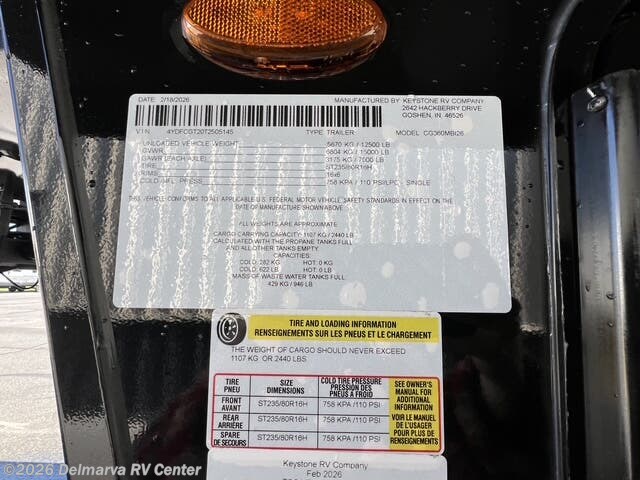 DATE: 2/18/2026 MANUFACTURED BY: KEYSTONE RV COMPANY
2642 HACKBERRY DRIVE
GOSHEN, IN. 46526
V I N 4YDFCGT20T2505145 TYPE: TRAILER MODEL: CG360MBI26
UNLOADED VEHICLE WEIGHT 5670 KG / 12500 LB
GVWR 6804 KG / 15000 LB
GAWR (EACH AXLE) 3175 KG / 7000 LB
TIRE ST235/80R16H
RIMS 16x6
COLD INFL. PRESS 758 KPA / 110 PSI/LPC - SINGLE
THIS VEHICLE CONFORMS TO ALL APPLICABLE U.S. FEDERAL MOTOR VEHICLE SAFETY STANDARDS IN EFFECT ON THE
DATE OF MANUFACTURE SHOWN ABOVE
ALL WEIGHTS ARE APPROXIMATE
CARGO CARRYING CAPACITY: 1107 KG / 2440 LB
CALCULATED WITH THE PROPANE TANKS FULL
AND ALL OTHER TANKS EMPTY
CAPACITIES:
COLD: 282 KG HOT: 0 KG
COLD: 622 LB HOT: 0 LB
MASS OF WASTE WATER TANKS FULL
429 KG / 946 LB
TIRE AND LOADING INFORMATION
RENSEIGNEMENTS SUR LES PNEUS ET LE CHARGEMENT
THE WEIGHT OF CARGO SHOULD NEVER EXCEED
1107 KG OR 2440 LBS
TIRE
PNEU
SIZE
DIMENSIONS
COLD TIRE PRESSURE
PRESSION DES
PNEUS A FROID
SEE OWNER'S
MANUAL FOR
ADDITIONAL
INFORMATION
VOIR LE MANUEL
DE L'USAGER
POUR PLUS DE
RENSEIGNEMENTS
FRONT
AVANT
ST235/80R16H
758 KPA /110 PSI
REAR
ARRIÈRE
ST235/80R16H
758 KPA /110 PSI
SPARE
DE SECOURS
ST235/80R16H
758 KPA /110 PSI
Keystone RV Company
Feb 2026
© 2026 Delmarva RV Center